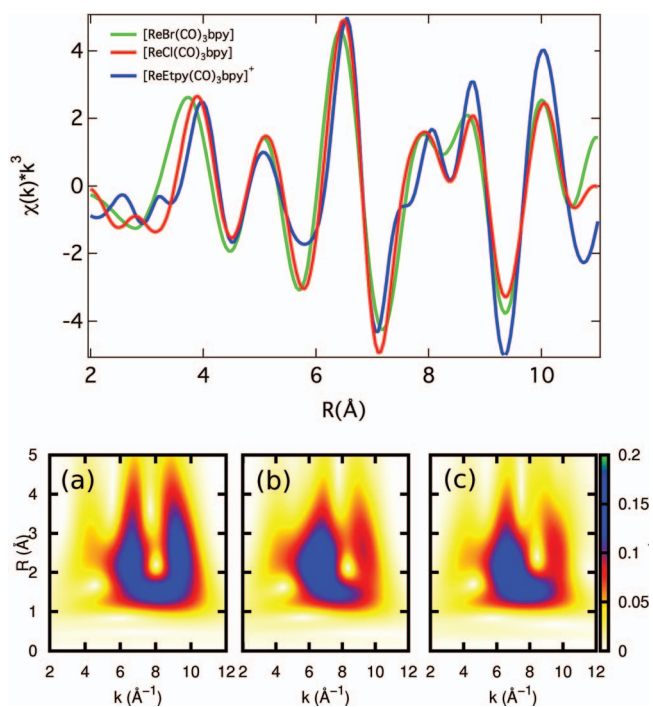 [ReBr(CO)₃bpy]
[ReCl(CO)₃bpy]
[ReEtpy(CO)₃bpy]⁺
χ(k)*k³
4
2
0
-2
-4
2 4 6 8 10
R(Å)
(a) (b) (c)
R (Å)
5
4
3
2
1
0
0.2
0.15
0.1
0.05
0
2 4 6 8 10 12 2 4 6 8 10 12 2 4 6 8 10 12
k (Å⁻¹) k (Å⁻¹) k (Å⁻¹)